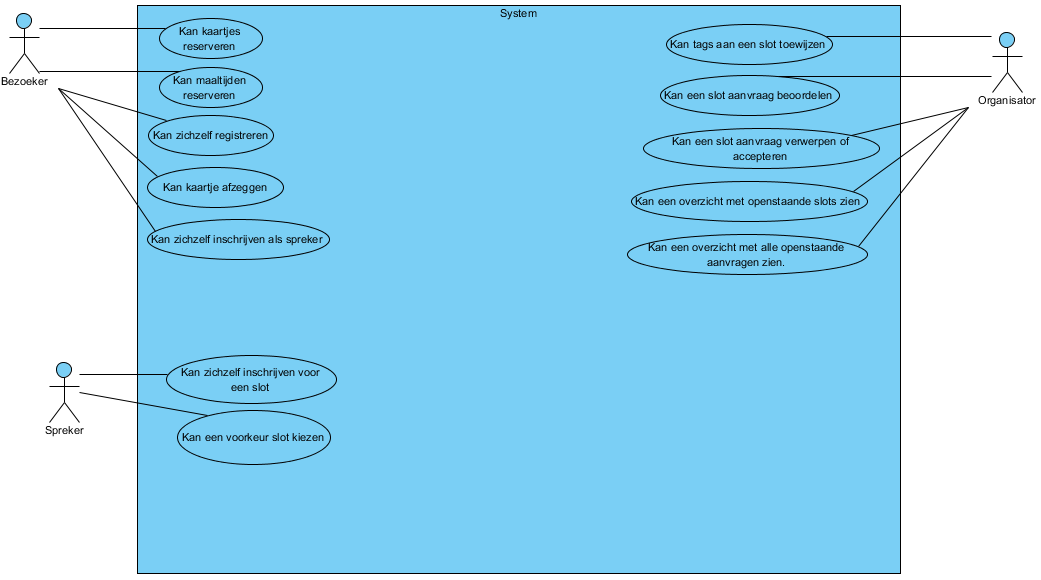 System
Kan kaartjes
reserveren
Kan maaltijden
reserveren
Bezoeker
Kan zichzelf registreren
Kan kaartje afzeggen
Kan zichzelf inschrijven als spreker
Kan zichzelf inschrijven voor
een slot
Kan een voorkeur slot kiezen
Spreker
Kan tags aan een slot toewijzen
Kan een slot aanvraag beoordelen
Organisator
Kan een slot aanvraag verwerpen of
accepteren
Kan een overzicht met openstaande slots zien
Kan een overzicht met alle openstaande
aanvragen zien.